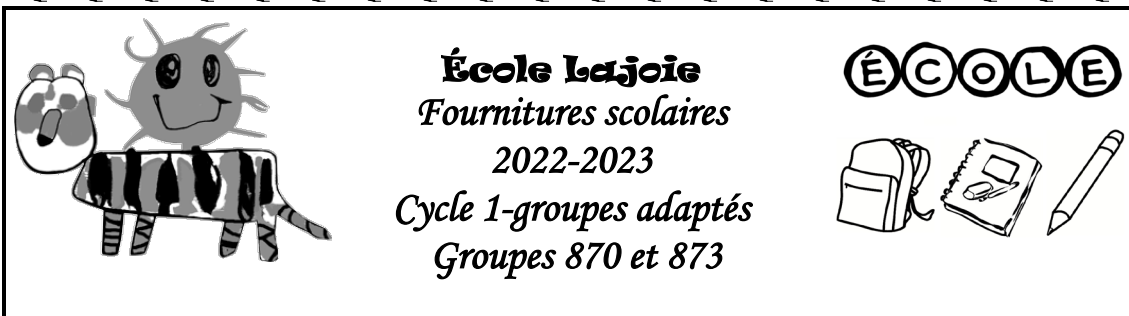 École Lajoie
Fournitures scolaires
2022-2023
Cycle 1-groupes adaptés
Groupes 870 et 873
ÉCOLE